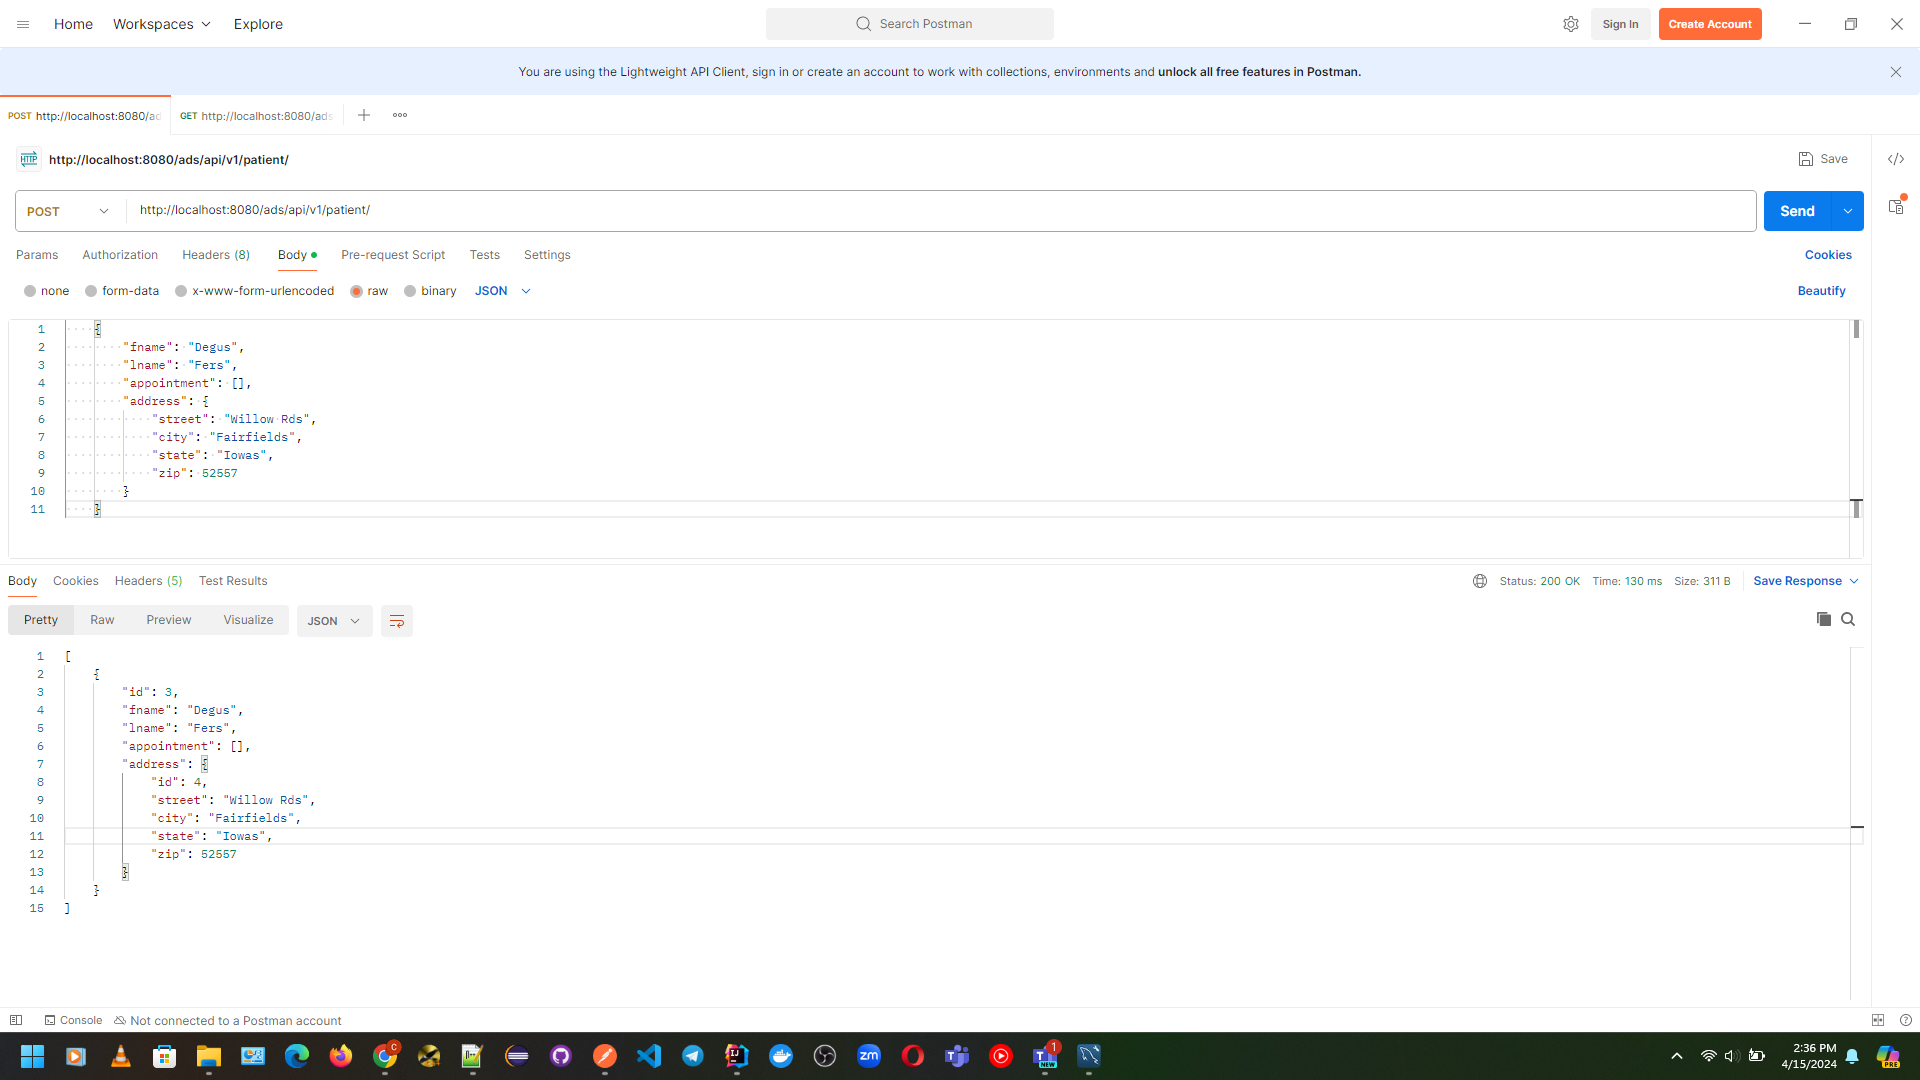 Home Workspaces Explore Search Postman Sign In Create Account
You are using the Lightweight API Client, sign in or create an account to work with collections, environments and unlock all free features in Postman.
POST http://localhost:8080/ad GET http://localhost:8080/ads
HTTP http://localhost:8080/ads/api/v1/patient/ Save </>
POST http://localhost:8080/ads/api/v1/patient/ Send
Params Authorization Headers (8) Body Pre-request Script Tests Settings Cookies
none form-data x-www-form-urlencoded raw binary JSON Beautify
1 {
2 "fname": "Degus",
3 "lname": "Fers",
4 "appointment": [],
5 "address": {
6 "street": "Willow Rds",
7 "city": "Fairfields",
8 "state": "Iowas",
9 "zip": 52557
10 }
11 }
Body Cookies Headers (5) Test Results Status: 200 OK Time: 130 ms Size: 311 B Save Response
Pretty Raw Preview Visualize JSON
1 [
2 {
3 "id": 3,
4 "fname": "Degus",
5 "lname": "Fers",
6 "appointment": [],
7 "address": {
8 "id": 4,
9 "street": "Willow Rds",
10 "city": "Fairfields",
11 "state": "Iowas",
12 "zip": 52557
13 }
14 }
15 ]
Console Not connected to a Postman account
C IJ zm T NEW 1 2:36 PM PRE
4/15/2024